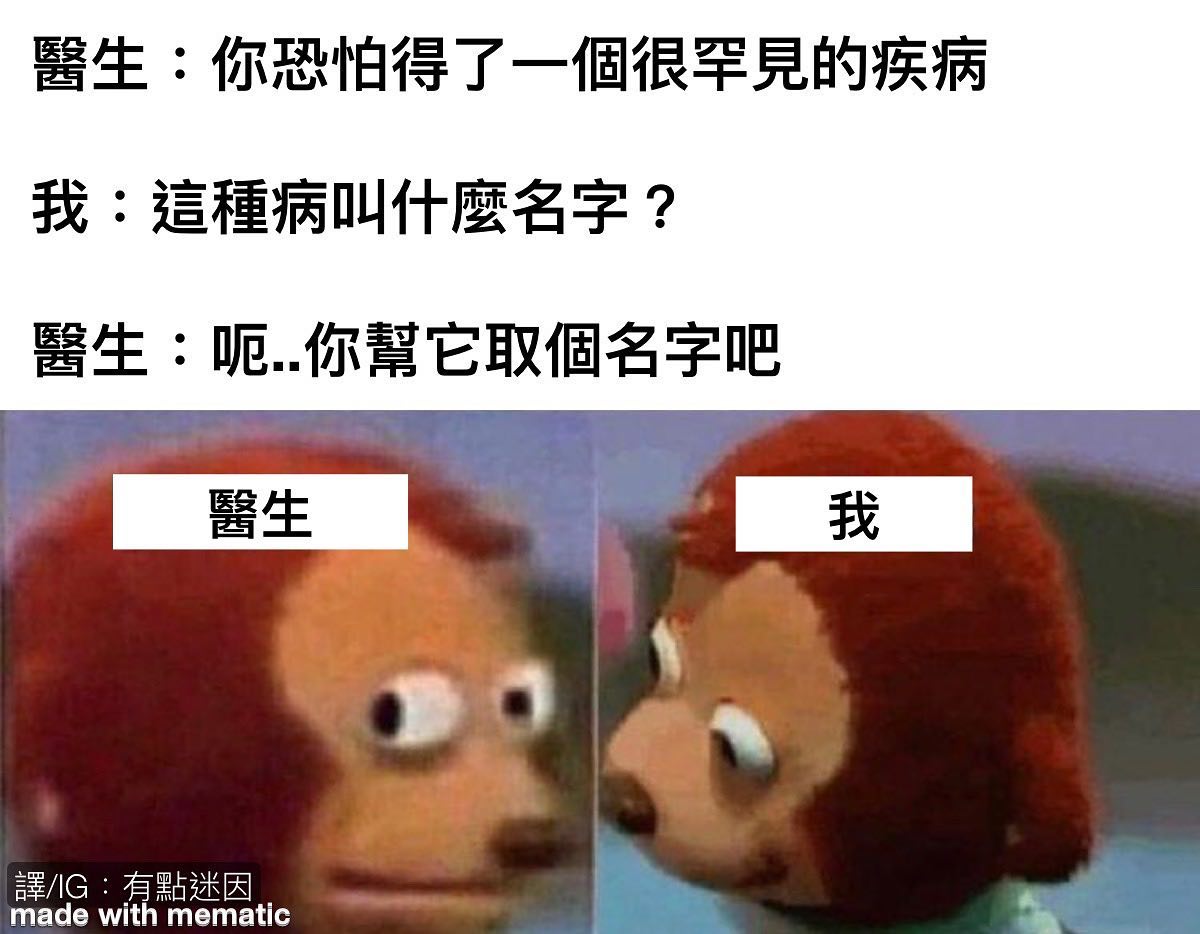 醫生：你恐怕得了一個很罕見的疾病
我：這種病叫什麼名字？
醫生：呃..你幫它取個名字吧
醫生
我
譯/IG：有點迷因
made with mematic